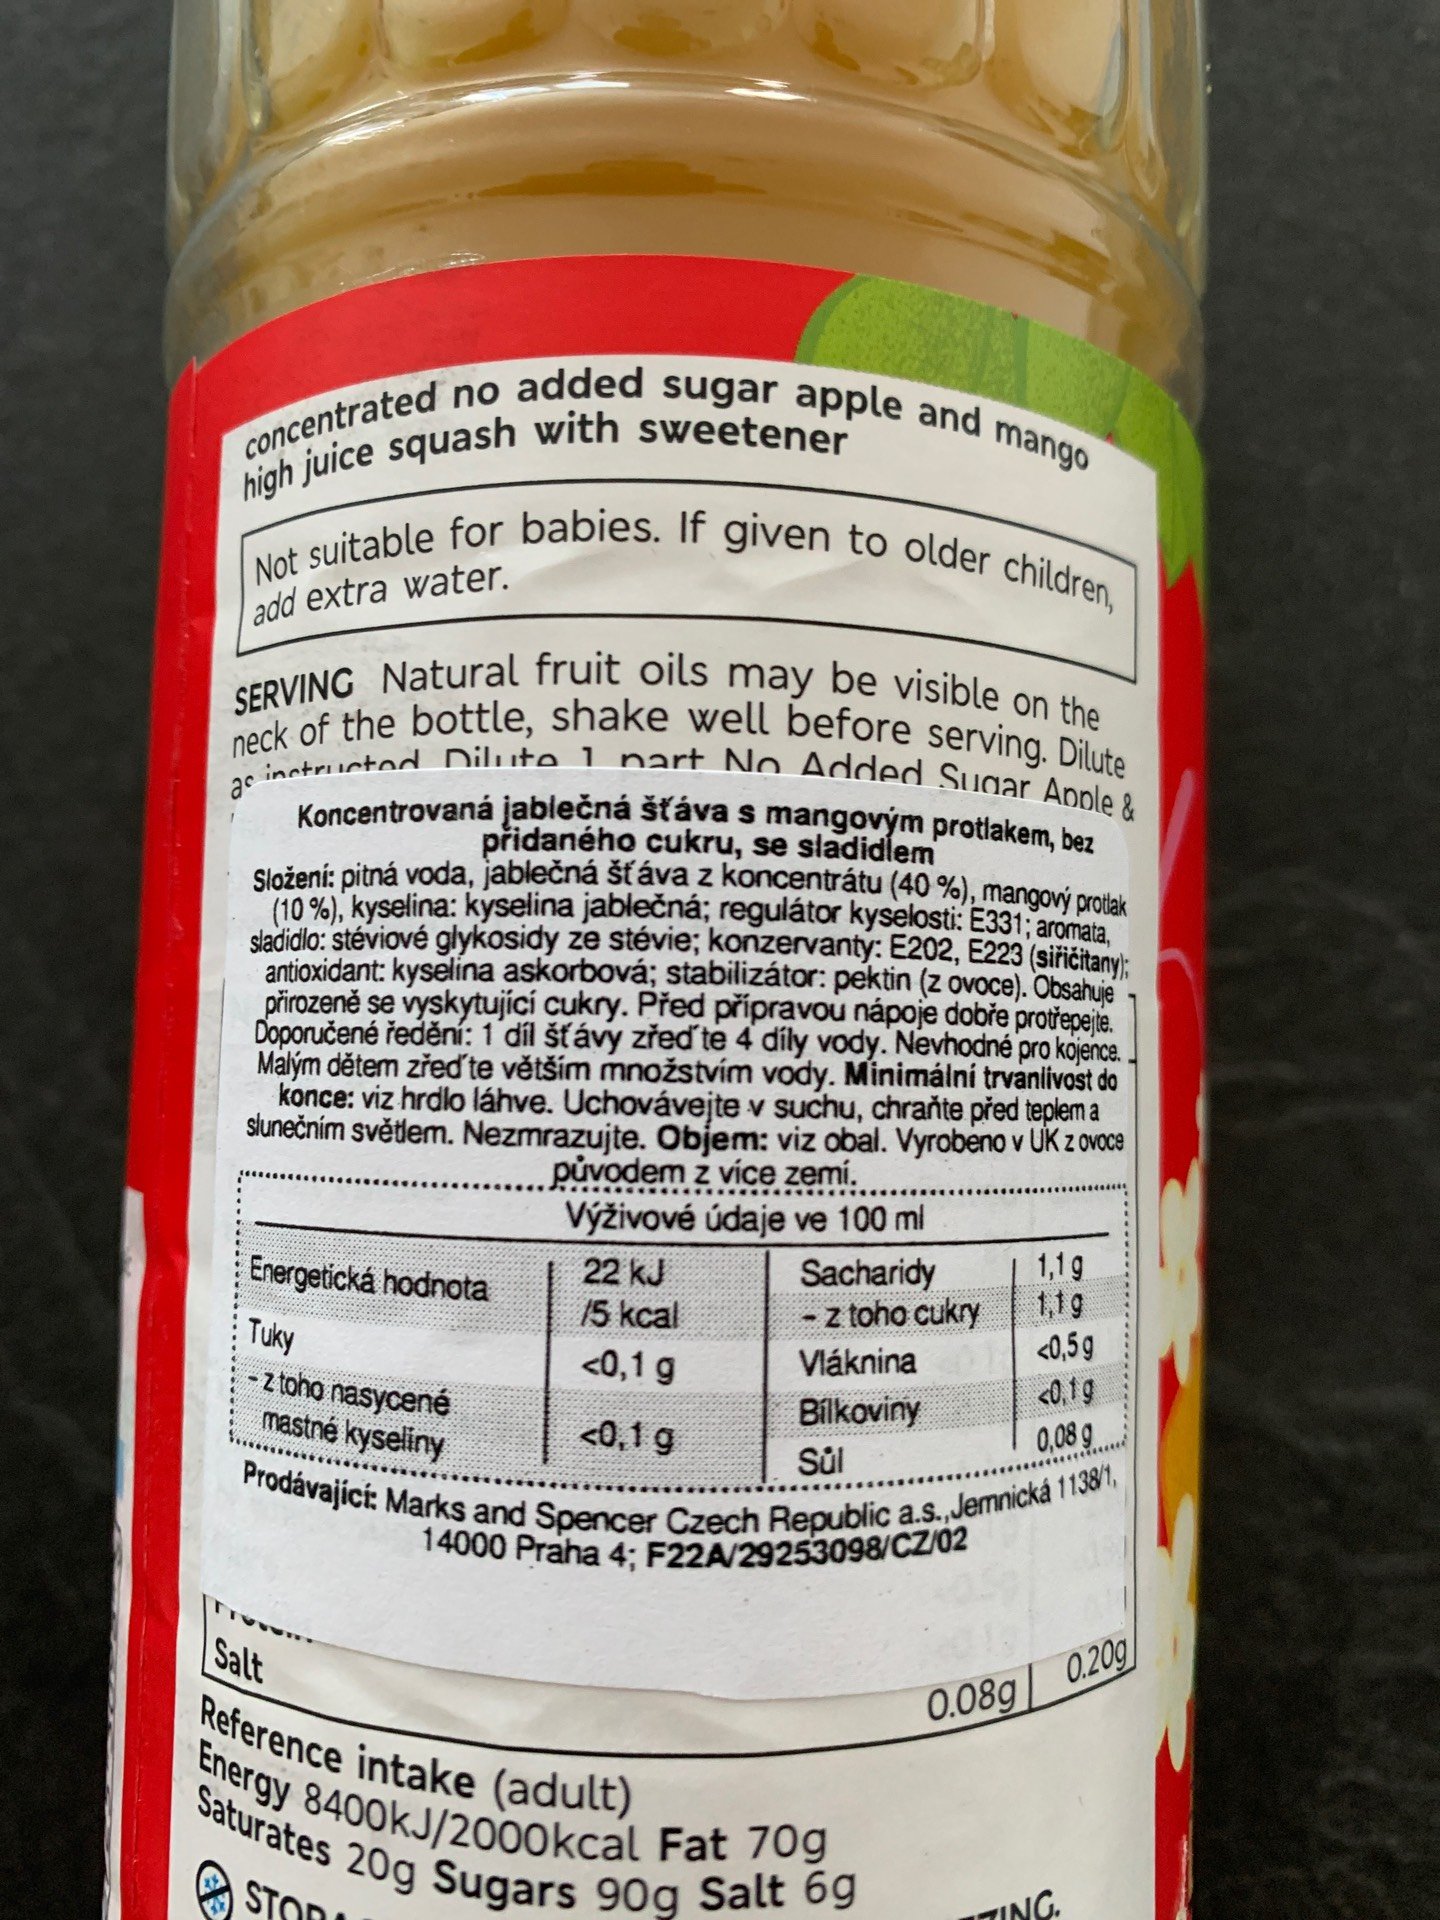 concentrated no added sugar apple and mango
high juice squash with sweetener
Not suitable for babies. If given to older children,
add extra water.
SERVING Natural fruit oils may be visible on the
neck of the bottle, shake well before serving. Dilute
as instructed. Dilute 1 part No Added Sugar Apple &
Koncentrovaná jablečná šťáva s mangovým protlakem, bez
přidaného cukru, se sladidlem
Složení: pitná voda, jablečná šťáva z koncentrátu (40 %), mangový protlak
(10 %), kyselina: kyselina jablečná; regulátor kyselosti: E331; aromata,
sladidlo: stéviové glykosidy ze stévie; konzervanty: E202, E223 (siřičitany);
antioxidant: kyselina askorbová; stabilizátor: pektin (z ovoce). Obsahuje
přirozeně se vyskytující cukry. Před přípravou nápoje dobře protřepejte.
Doporučené ředění: 1 díl šťávy zřeďte 4 díly vody. Nevhodné pro kojence.
Malým dětem zřeďte větším množstvím vody. Minimální trvanlivost do
konce: viz hrdlo láhve. Uchovávejte v suchu, chraňte před teplem a
slunečním světlem. Nezmrazujte. Objem: viz obal. Vyrobeno v UK z ovoce
původem z více zemí.
Výživové údaje ve 100 ml
Energetická hodnota 22 kJ /5 kcal
Tuky <0,1 g
- z toho nasycené mastné kyseliny <0,1 g
Sacharidy 1,1 g
- z toho cukry 1,1 g
Vláknina <0,5 g
Bílkoviny <0,1 g
Sůl 0,08 g
Prodávající: Marks and Spencer Czech Republic a.s., Jemnická 1138/1,
14000 Praha 4; F22A/29253098/CZ/02
Salt 0.08g 0.20g
Reference intake (adult)
Energy 8400kJ/2000kcal Fat 70g
Saturates 20g Sugars 90g Salt 6g